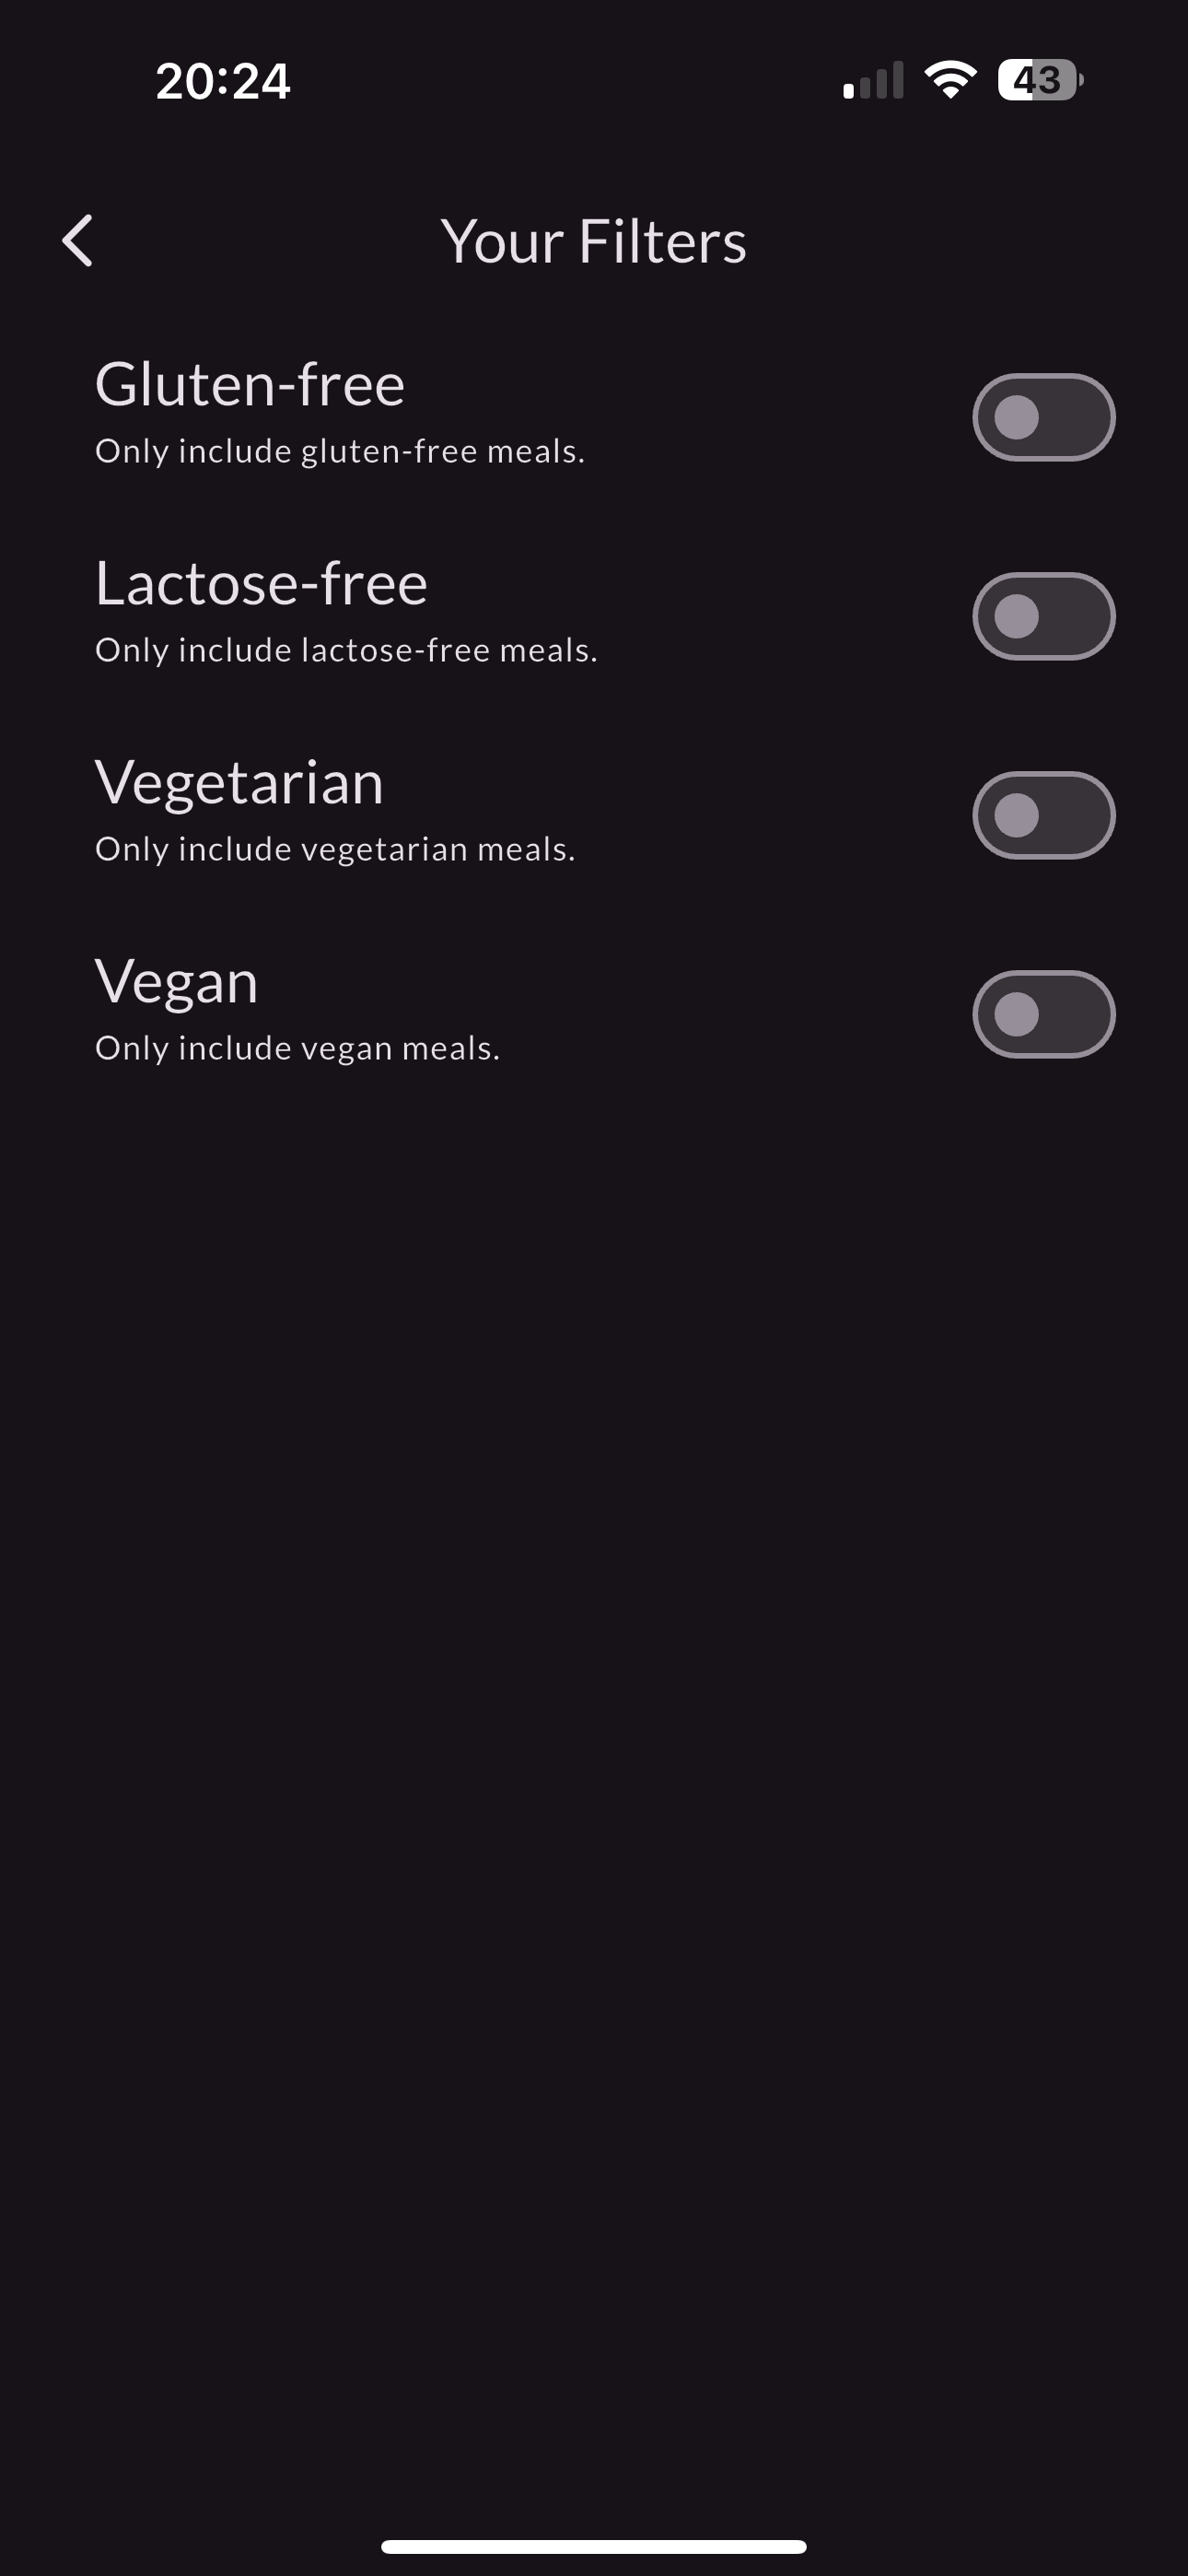 20:24
43
Your Filters
Gluten-free
Only include gluten-free meals.
Lactose-free
Only include lactose-free meals.
Vegetarian
Only include vegetarian meals.
Vegan
Only include vegan meals.